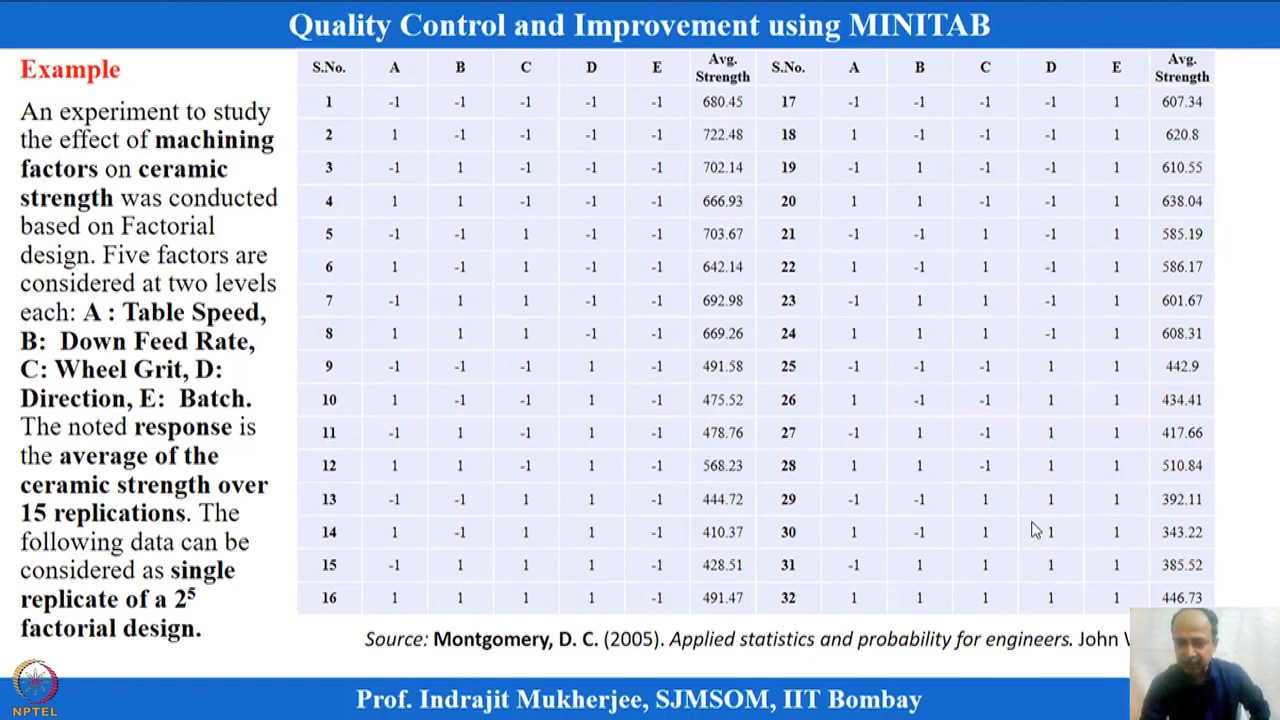 Quality Control and Improvement using MINITAB
Example
An experiment to study
the effect of machining
factors on ceramic
strength was conducted
based on Factorial
design. Five factors are
considered at two levels
each: A : Table Speed,
B: Down Feed Rate,
C: Wheel Grit, D:
Direction, E: Batch.
The noted response is
the average of the
ceramic strength over
15 replications. The
following data can be
considered as single
replicate of a 2⁵
factorial design.
S.No. A B C D E Avg. Strength S.No. A B C D E Avg. Strength
1 -1 -1 -1 -1 -1 680.45 17 -1 -1 -1 -1 1 607.34
2 1 -1 -1 -1 -1 722.48 18 1 -1 -1 -1 1 620.8
3 -1 1 -1 -1 -1 702.14 19 -1 1 -1 -1 1 610.55
4 1 1 -1 -1 -1 666.93 20 1 1 -1 -1 1 638.04
5 -1 -1 1 -1 -1 703.67 21 -1 -1 1 -1 1 585.19
6 1 -1 1 -1 -1 642.14 22 1 -1 1 -1 1 586.17
7 -1 1 1 -1 -1 692.98 23 -1 1 1 -1 1 601.67
8 1 1 1 -1 -1 669.26 24 1 1 1 -1 1 608.31
9 -1 -1 -1 1 -1 491.58 25 -1 -1 -1 1 1 442.9
10 1 -1 -1 1 -1 475.52 26 1 -1 -1 1 1 434.41
11 -1 1 -1 1 -1 478.76 27 -1 1 -1 1 1 417.66
12 1 1 -1 1 -1 568.23 28 1 1 -1 1 1 510.84
13 -1 -1 1 1 -1 444.72 29 -1 -1 1 1 1 392.11
14 1 -1 1 1 -1 410.37 30 1 -1 1 1 1 343.22
15 -1 1 1 1 -1 428.51 31 -1 1 1 1 1 385.52
16 1 1 1 1 -1 491.47 32 1 1 1 1 1 446.73
Source: Montgomery, D. C. (2005). Applied statistics and probability for engineers. John
Prof. Indrajit Mukherjee, SJMSOM, IIT Bombay
NPTEL